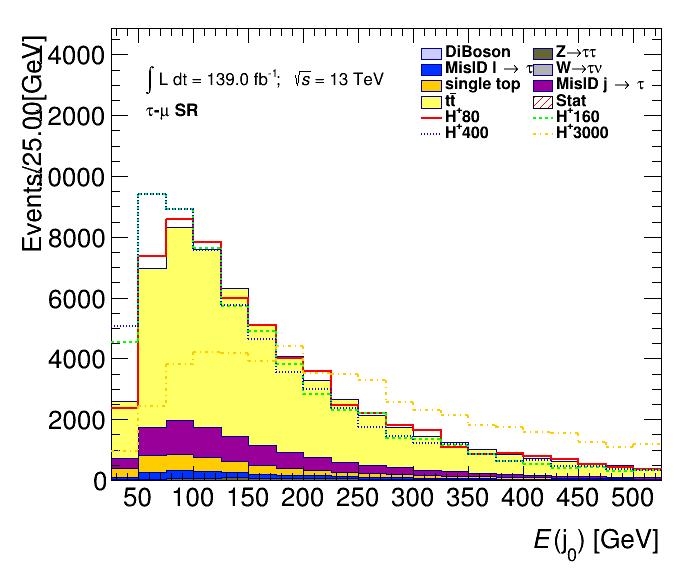 Events/25.00[GeV]
4000
0000
8000
6000
4000
2000
0
50 100 150 200 250 300 350 400 450 500
E(j₀) [GeV]
∫ L dt = 139.0 fb⁻¹; √s = 13 TeV
τ-μ SR
DiBoson Z→ττ
MisID l → τ W→τν
single top MisID j → τ
tt̄ Stat
H⁺80 H⁺160
H⁺400 H⁺3000